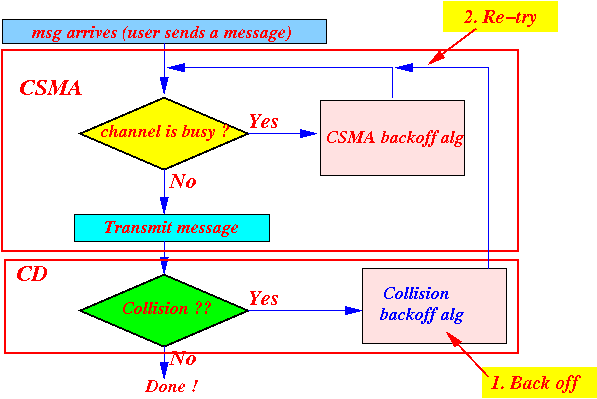 2. Re-try
msg arrives (user sends a message)
CSMA
channel is busy ?
Yes
CSMA backoff alg
No
Transmit message
CD
Collision ??
Yes
Collision
backoff alg
No
Done !
1. Back off